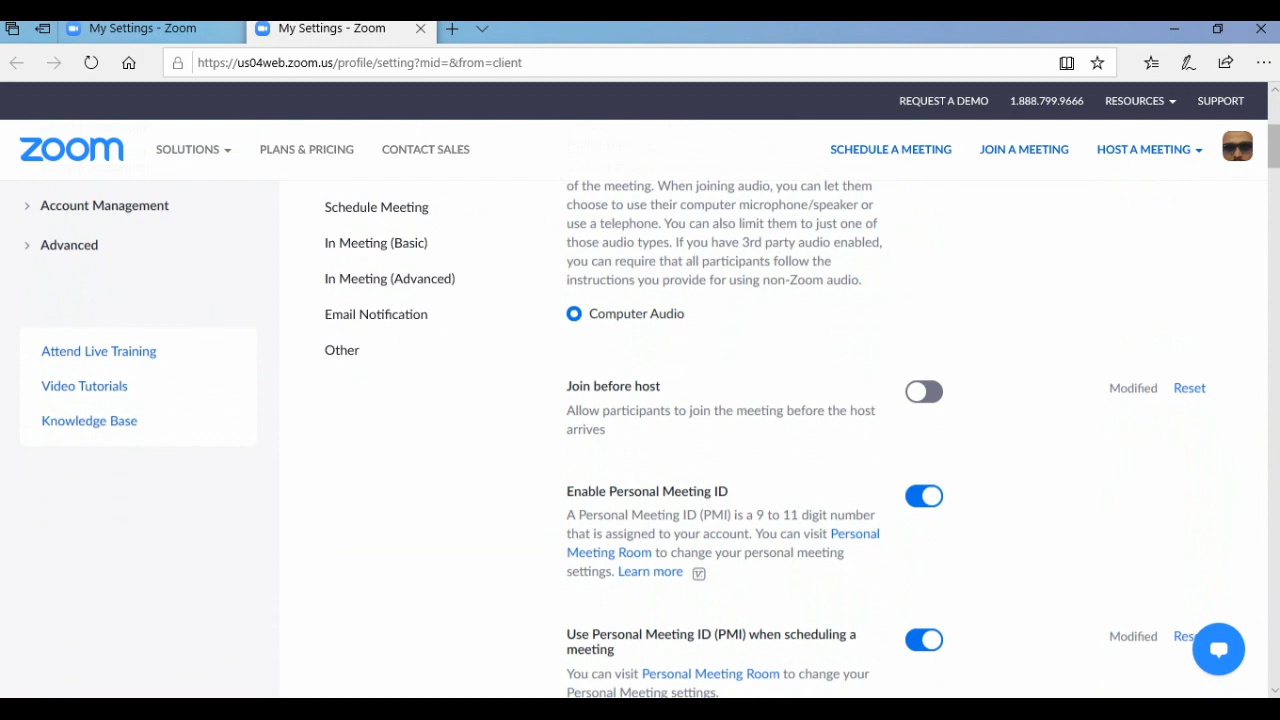 My Settings - Zoom
My Settings - Zoom
https://us04web.zoom.us/profile/setting?mid=&from=client
REQUEST A DEMO
1.888.799.9666
RESOURCES
SUPPORT
zoom
SOLUTIONS
PLANS & PRICING
CONTACT SALES
SCHEDULE A MEETING
JOIN A MEETING
HOST A MEETING
Account Management
Advanced
Attend Live Training
Video Tutorials
Knowledge Base
Schedule Meeting
In Meeting (Basic)
In Meeting (Advanced)
Email Notification
Other
of the meeting. When joining audio, you can let them
choose to use their computer microphone/speaker or
use a telephone. You can also limit them to just one of
those audio types. If you have 3rd party audio enabled,
you can require that all participants follow the
instructions you provide for using non-Zoom audio.
Computer Audio
Join before host
Modified
Reset
Allow participants to join the meeting before the host
arrives
Enable Personal Meeting ID
A Personal Meeting ID (PMI) is a 9 to 11 digit number
that is assigned to your account. You can visit Personal
Meeting Room to change your personal meeting
settings. Learn more
Use Personal Meeting ID (PMI) when scheduling a
meeting
Modified
You can visit Personal Meeting Room to change your
Personal Meeting settings.